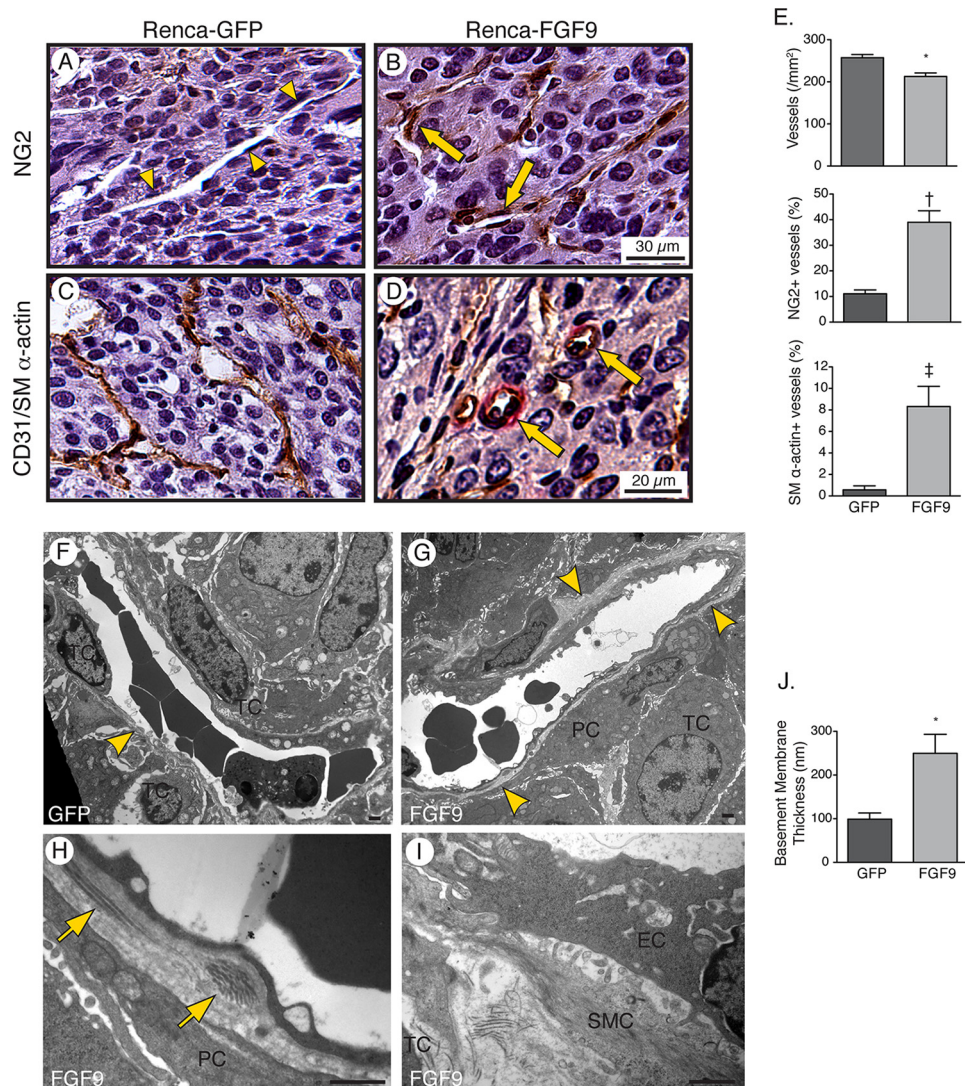 Renca-GFP
Renca-FGF9
NG2
A
B
30 µm
CD31/SM α-actin
C
D
20 µm
E.
Vessels (/mm²)
300
200
100
0
*
NG2+ vessels (%)
50
40
30
20
10
0
†
SM α-actin+ vessels (%)
12
10
8
6
4
2
0
‡
GFP
FGF9
F
TC
TC
TC
GFP
G
PC
TC
FGF9
H
PC
FGF9
I
EC
SMC
TC
FGF9
J.
Basement Membrane
Thickness (nm)
300
200
100
0
*
GFP
FGF9